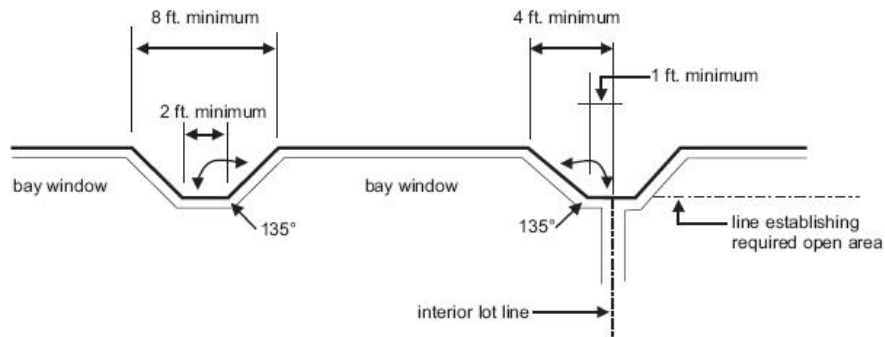 8 ft. minimum
4 ft. minimum
1 ft. minimum
2 ft. minimum
bay window
bay window
135°
135°
line establishing
required open area
interior lot line